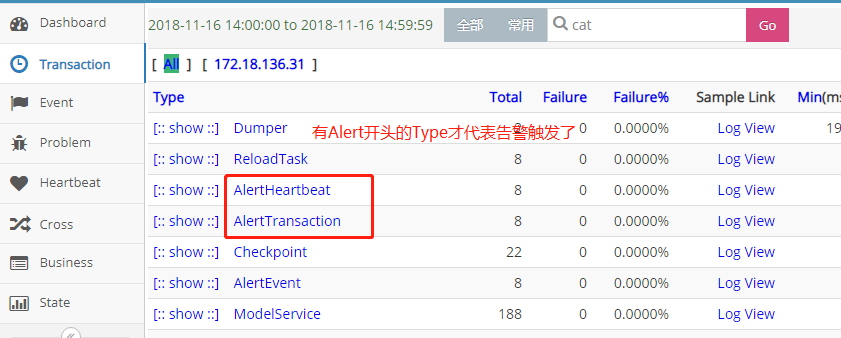 Dashboard
Transaction
Event
Problem
Heartbeat
Cross
Business
State
2018-11-16 14:00:00 to 2018-11-16 14:59:59 全部 常用 cat Go
[ All ] [ 172.18.136.31 ]
Type Total Failure Failure% Sample Link Min(ms
[:: show ::] Dumper 0 0.0000% Log View 19
有Alert开头的Type才代表告警触发了
[:: show ::] ReloadTask 8 0 0.0000% Log View
[:: show ::] AlertHeartbeat 8 0 0.0000% Log View
[:: show ::] AlertTransaction 8 0 0.0000% Log View
[:: show ::] Checkpoint 22 0 0.0000% Log View
[:: show ::] AlertEvent 8 0 0.0000% Log View
[:: show ::] ModelService 188 0 0.0000% Log View